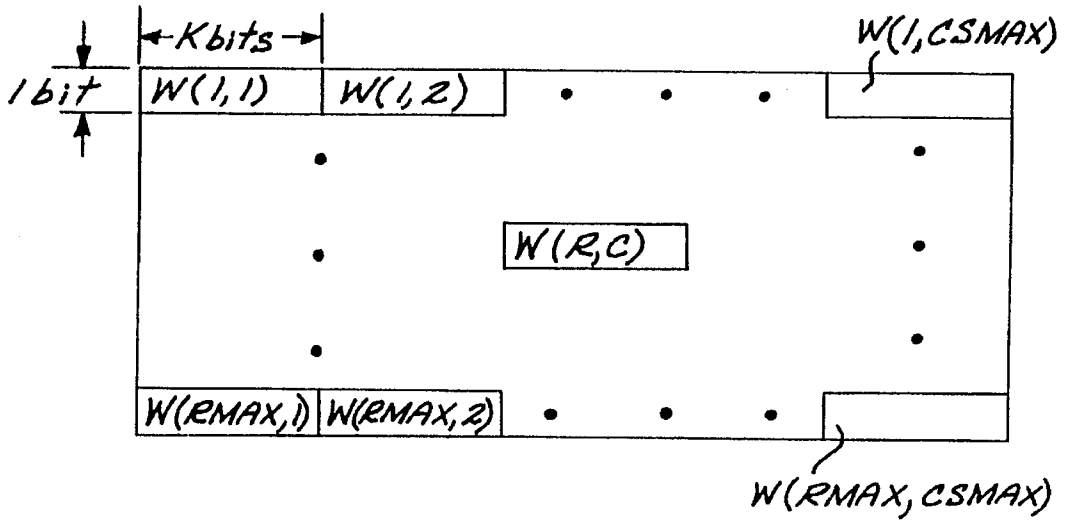 K bits
W(1,CSMAX)
1 bit
W(1,1)
W(1,2)
W(R,C)
W(RMAX,1)
W(RMAX,2)
W(RMAX,CSMAX)